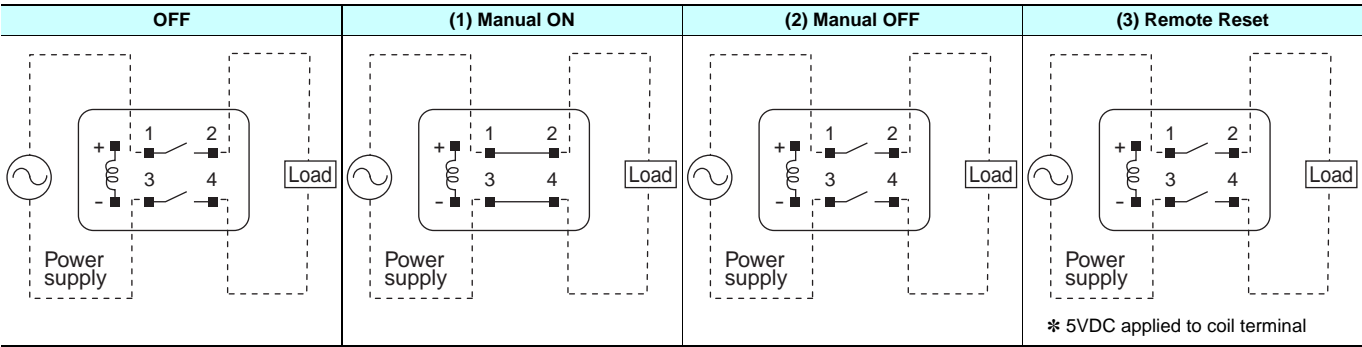 OFF
(1) Manual ON
(2) Manual OFF
(3) Remote Reset
+ 1 2
3 4
-
Load
Power
supply
+ 1 2
3 4
-
Load
Power
supply
+ 1 2
3 4
-
Load
Power
supply
+ 1 2
3 4
-
Load
Power
supply
✻ 5VDC applied to coil terminal